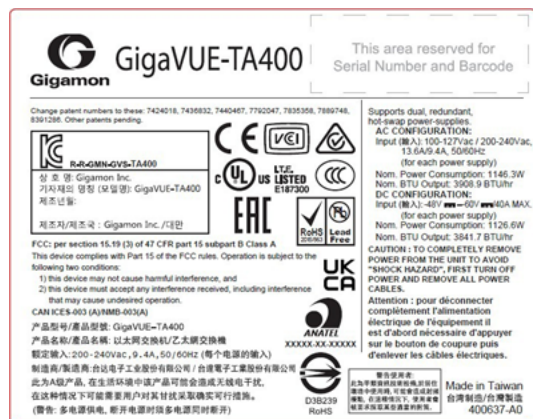 Gigamon
GigaVUE-TA400
This area reserved for
Serial Number and Barcode
Change patent numbers to these: 7424018, 7436832, 7440467, 7792047, 7835358, 7889748,
8391286. Other patents pending.
R-R-GMN-GVS-TA400
상 호 명: Gigamon Inc.
기자재의 명칭 (모델명): GigaVUE-TA400
제조년월:
제조자/제조국 : Gigamon Inc. /대만
CE
VCI
c UL US LISTED
I.T.E.
E187300
CCC
EAC
RoHS
2015/863
Pb
Lead
Free
FCC: per section 15.19 (3) of 47 CFR part 15 subpart B Class A
This device complies with Part 15 of the FCC rules. Operation is subject to the
following two conditions:
1) this device may not cause harmful interference, and
2) this device must accept any interference received, including interference
that may cause undesired operation.
UK
CA
CAN ICES-003 (A)/NMB-003(A)
ANATEL
XXXXX-XX-XXXXX
产品型号/產品型號: GigaVUE-TA400
产品名称/產品名稱: 以太网交换机/乙太網交換機
额定输入:200-240Vac, 9.4A, 50/60Hz (每个电源的输入)
制造商/製造商:台达电子工业股份有限公司 / 台達電子工業股份有限公司
此为A级产品, 在生活环境中该产品可能会造成无线电干扰,
在这种情况下可能需要用户对其甘扰采取确实可行措施。
(警告: 多电源供电, 断开电源时须多电源同时断开)
D3B239
RoHS
Supports dual, redundant,
hot-swap power-supplies.
AC CONFIGURATION:
Input (輸入): 100-127Vac / 200-240Vac,
13.6A/9.4A, 50/60Hz
(for each power supply)
Nom. Power Consumption: 1146.3W
Nom. BTU Output: 3908.9 BTU/hr
DC CONFIGURATION:
Input (輸入): -48V ⎓ -60V ⎓/40A MAX.
(for each power supply)
Nom. Power Consumption: 1126.6W
Nom. BTU Output: 3841.7 BTU/hr
CAUTION : TO COMPLETELY REMOVE
POWER FROM THE UNIT TO AVOID
"SHOCK HAZARD", FIRST TURN OFF
POWER AND REMOVE ALL POWER
CABLES.
Attention : pour déconnecter
complètement l'alimentation
électrique de l'équipement il
est d'abord nécessaire d'appuyer
sur le bouton de coupure puis
d'enlever les câbles électriques.
警告使用者:
Made in Taiwan
台湾制造/台灣製造
400637-A0